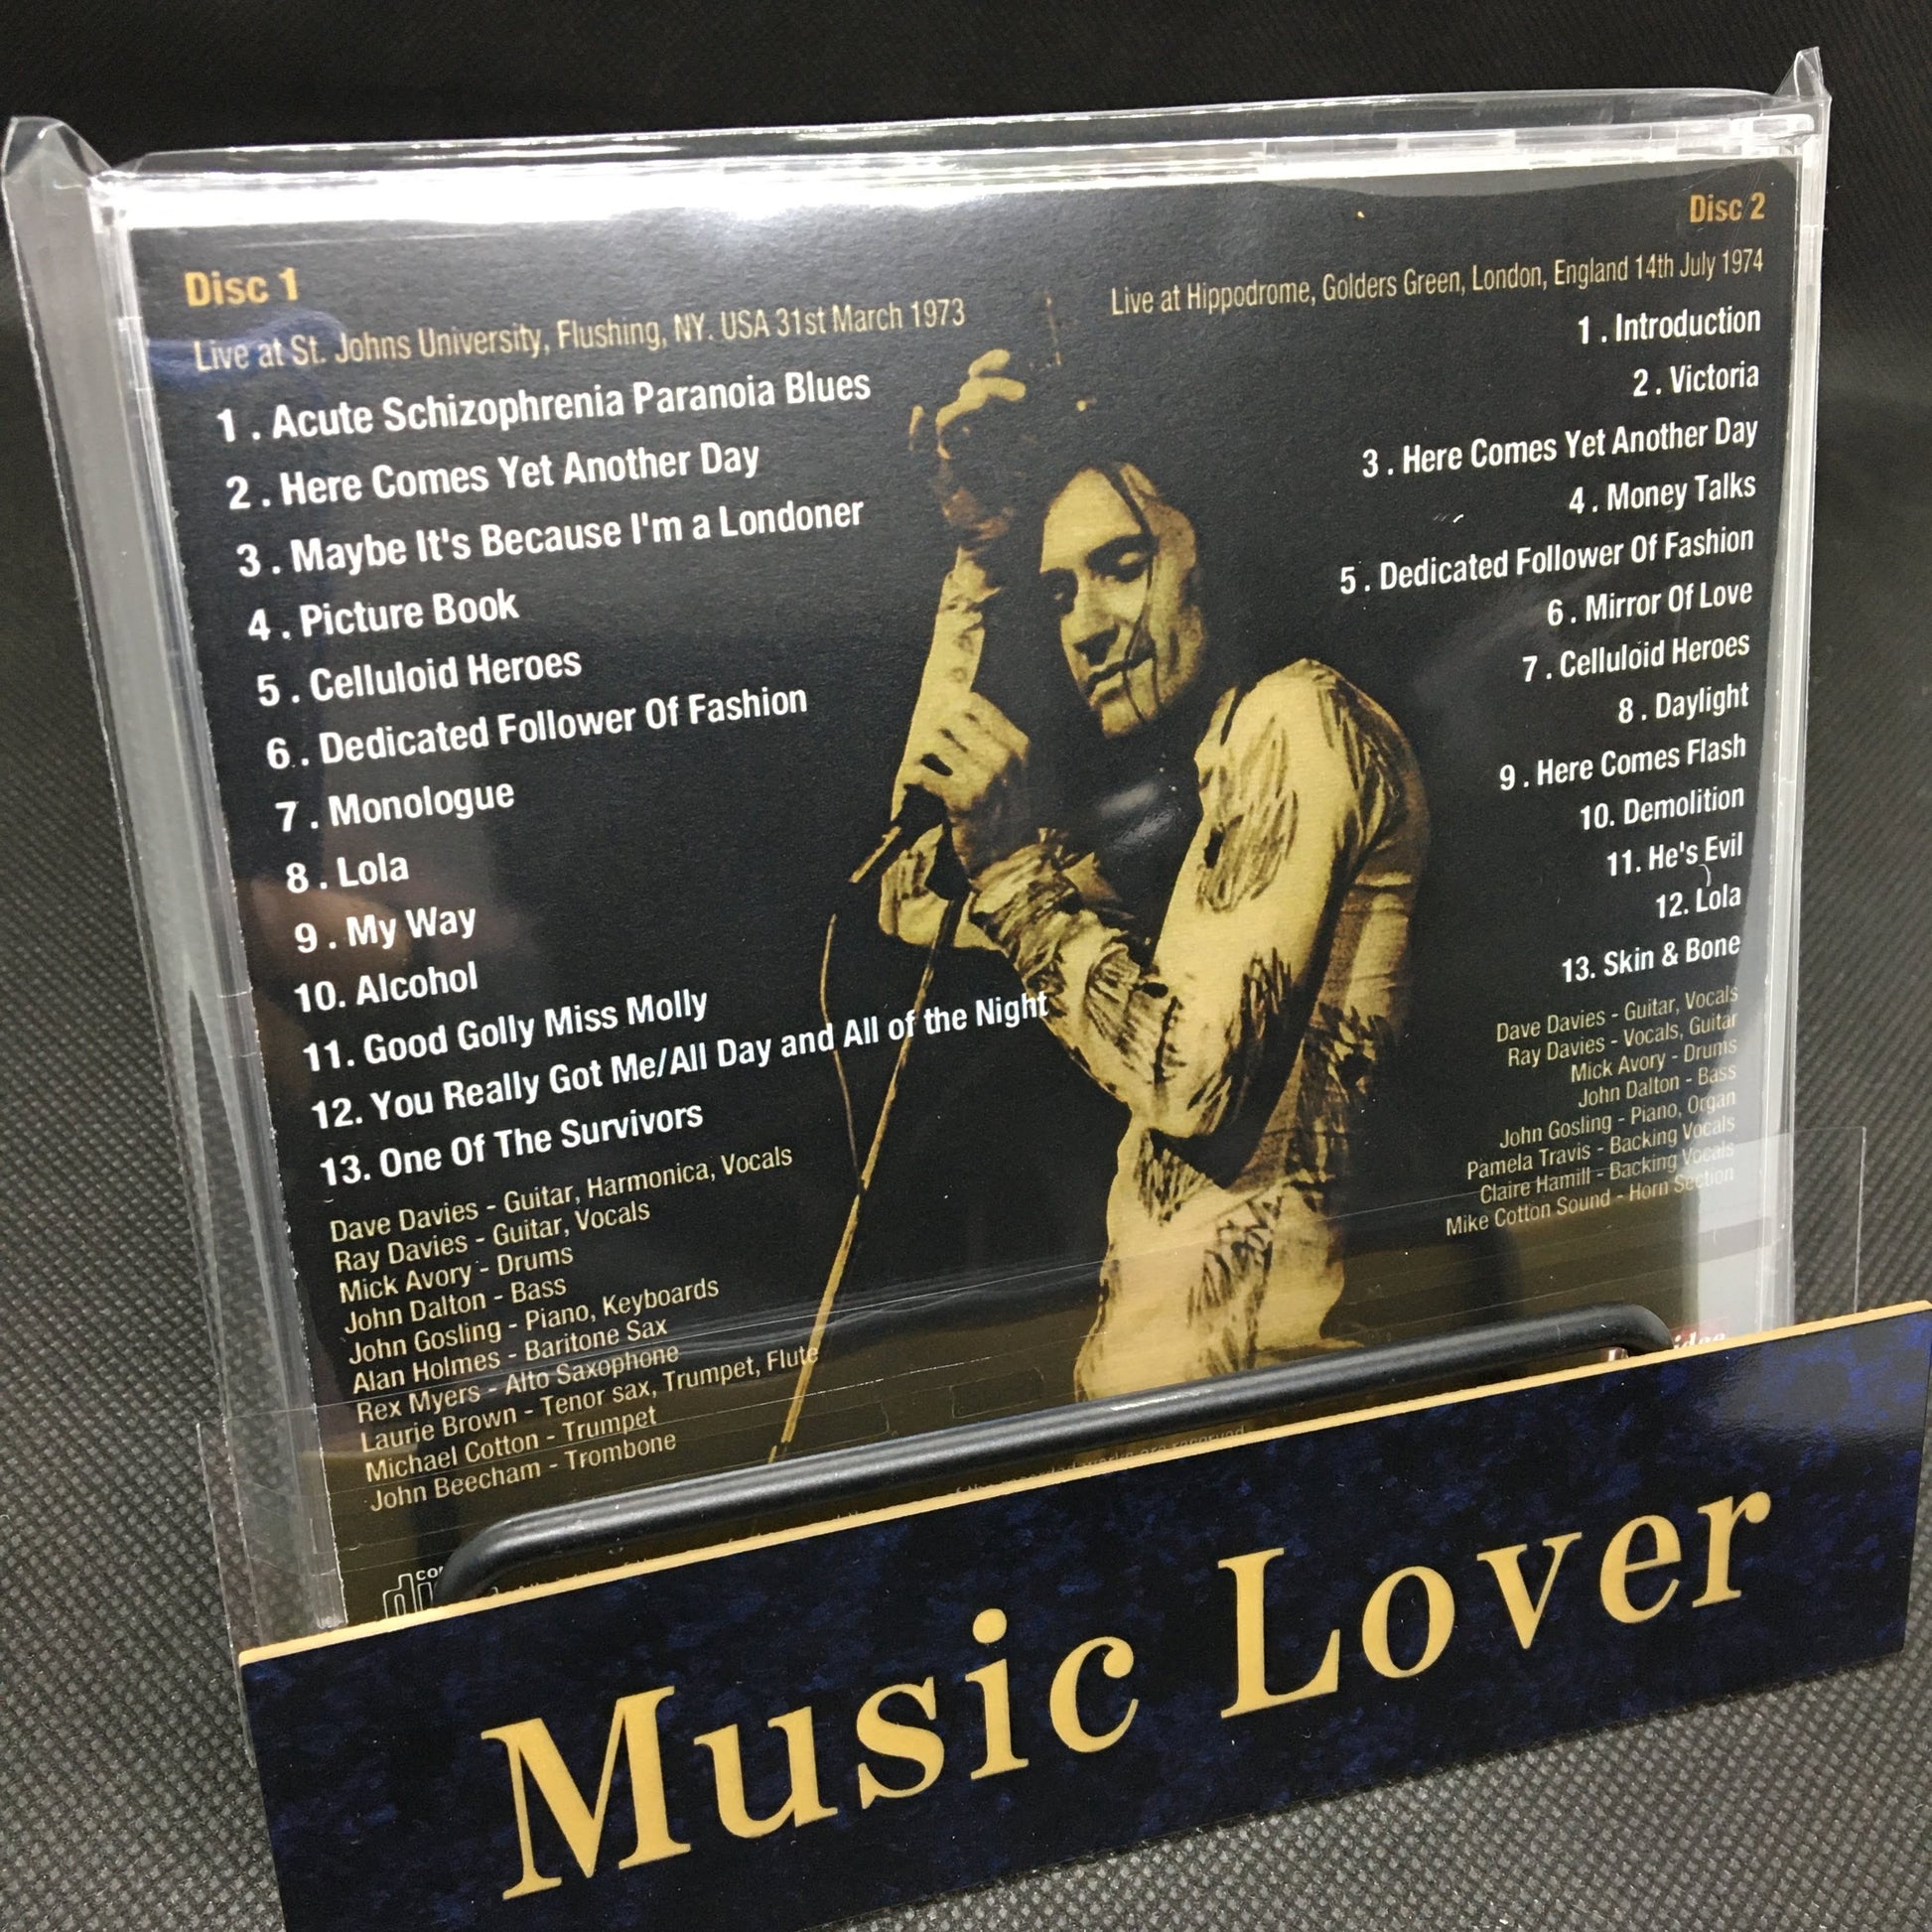 Disc 1
Live at St. Johns University, Flushing, NY. USA 31st March 1973
1 . Acute Schizophrenia Paranoia Blues
2 . Here Comes Yet Another Day
3 . Maybe It's Because I'm a Londoner
4 . Picture Book
5 . Celluloid Heroes
6 . Dedicated Follower Of Fashion
7 . Monologue
8 . Lola
9 . My Way
10. Alcohol
11. Good Golly Miss Molly
12. You Really Got Me/All Day and All of the Night
13. One Of The Survivors
Dave Davies - Guitar, Harmonica, Vocals
Ray Davies - Guitar, Vocals
Mick Avory - Drums
John Dalton - Bass
John Gosling - Piano, Keyboards
Alan Holmes - Baritone Sax
Rex Myers - Alto Saxophone
Laurie Brown - Tenor sax, Trumpet, Flute
Michael Cotton - Trumpet
John Beecham - Trombone
Disc 2
Live at Hippodrome, Golders Green, London, England 14th July 1974
1 . Introduction
2 . Victoria
3 . Here Comes Yet Another Day
4 . Money Talks
5 . Dedicated Follower Of Fashion
6 . Mirror Of Love
7 . Celluloid Heroes
8 . Daylight
9 . Here Comes Flash
10. Demolition
11. He's Evil
12. Lola
13. Skin & Bone
Dave Davies - Guitar, Vocals
Ray Davies - Vocals, Guitar
Mick Avory - Drums
John Dalton - Bass
John Gosling - Piano, Organ
Pamela Travis - Backing Vocals
Claire Hamill - Backing Vocals
Mike Cotton Sound - Horn Section
Music Lover